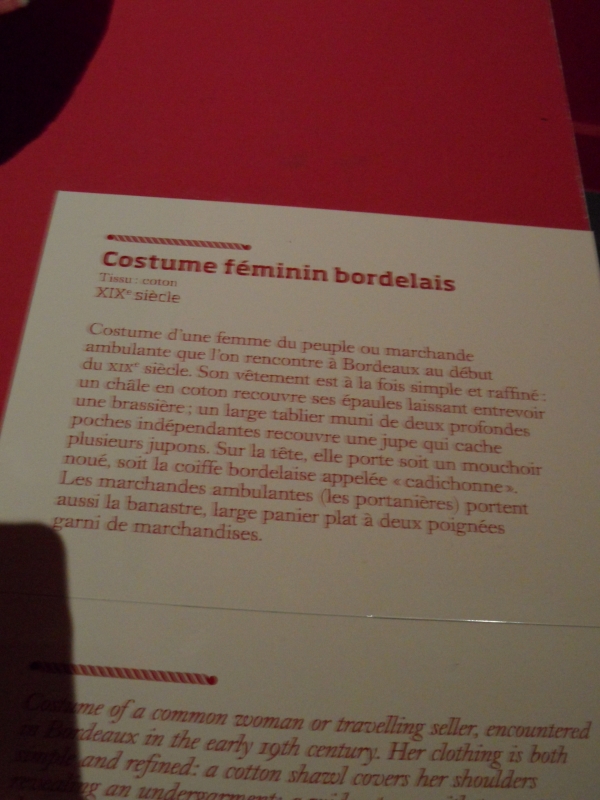 Costume féminin bordelais
Tissu : coton
XIXe siècle
Costume d'une femme du peuple ou marchande
ambulante que l'on rencontre à Bordeaux au début
du XIXe siècle. Son vêtement est à la fois simple et raffiné :
un châle en coton recouvre ses épaules laissant entrevoir
une brassière ; un large tablier muni de deux profondes
poches indépendantes recouvre une jupe qui cache
plusieurs jupons. Sur la tête, elle porte soit un mouchoir
noué, soit la coiffe bordelaise appelée « cadichonne ».
Les marchandes ambulantes (les portanières) portent
aussi la banastre, large panier plat à deux poignées
garni de marchandises.
Costume of a common woman or travelling seller, encountered
in Bordeaux in the early 19th century. Her clothing is both
simple and refined: a cotton shawl covers her shoulders
revealing an undergarment;